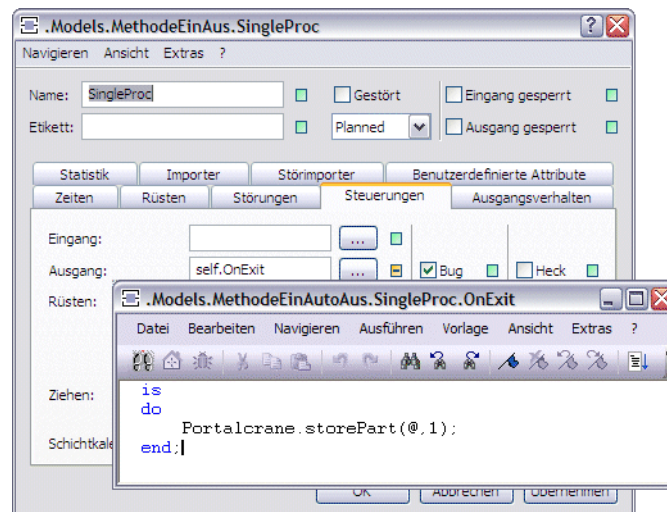 .Models.MethodeEinAus.SingleProc
Navigieren Ansicht Extras ?
Name: SingleProc Gestört Eingang gesperrt
Etikett: Planned Ausgang gesperrt
Statistik Importer Störimporter Benutzerdefinierte Attribute
Zeiten Rüsten Störungen Steuerungen Ausgangsverhalten
Eingang: ...
Ausgang: self.OnExit ... Bug Heck
Rüsten:
.Models.MethodeEinAutoAus.SingleProc.OnExit
Datei Bearbeiten Navigieren Ausführen Vorlage Ansicht Extras ?
is
do
Portalcrane.storePart(@,1);
end;
Ziehen:
Schichtkale
OK Abbrechen Übernehmen